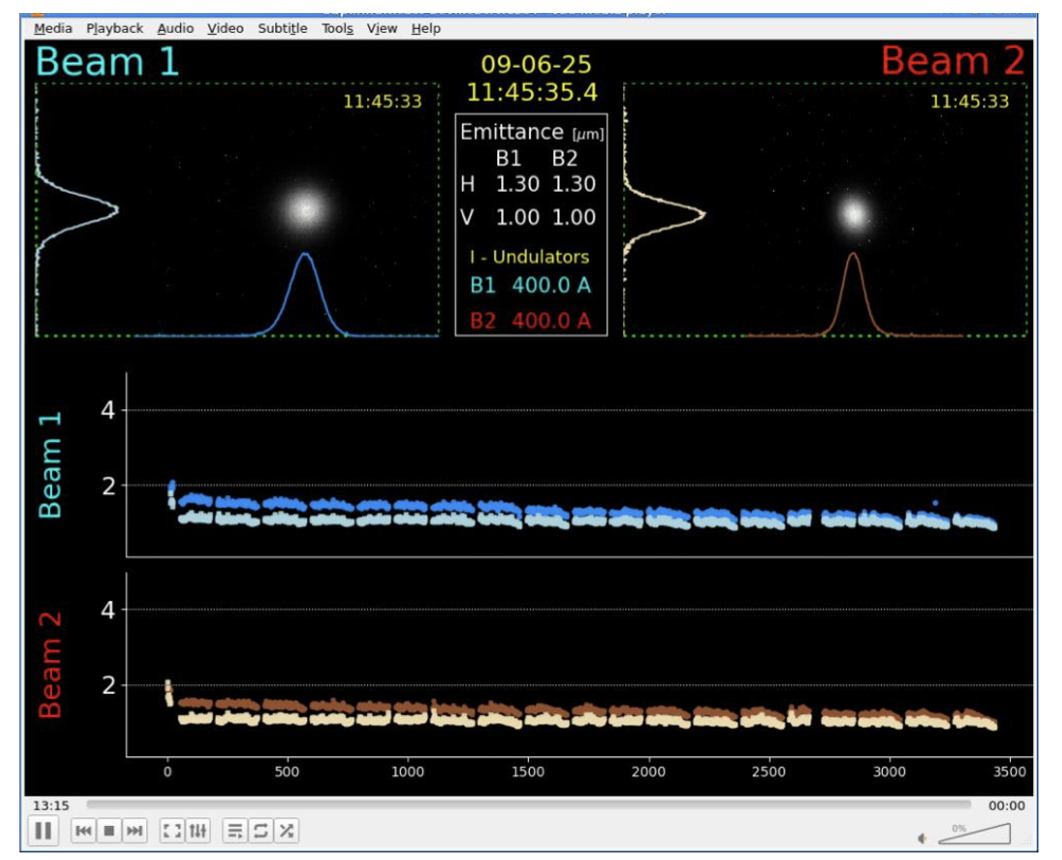 Media Playback Audio Video Subtitle Tools View Help
Beam 1
09-06-25
11:45:35.4
Beam 2
11:45:33
11:45:33
Emittance [μm]
B1 B2
H 1.30 1.30
V 1.00 1.00
I - Undulators
B1 400.0 A
B2 400.0 A
Beam 1
4
2
Beam 2
4
2
0 500 1000 1500 2000 2500 3000 3500
13:15 00:00
0%